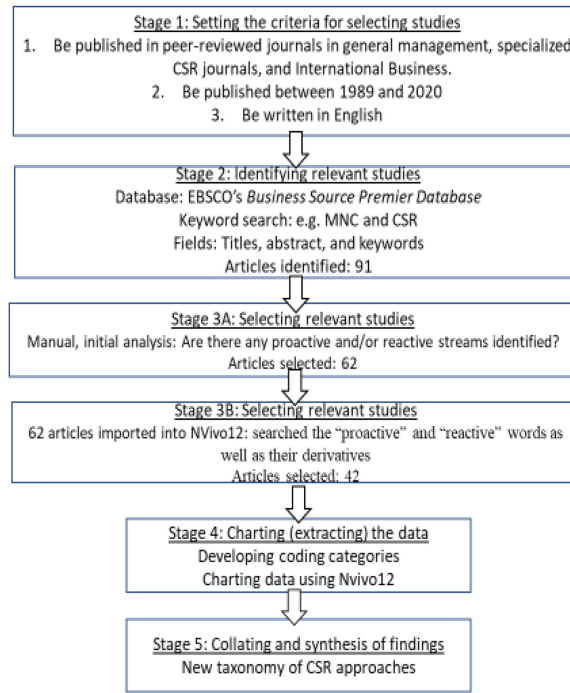 Stage 1: Setting the criteria for selecting studies
1. Be published in peer-reviewed journals in general management, specialized
CSR journals, and International Business.
2. Be published between 1989 and 2020
3. Be written in English
Stage 2: Identifying relevant studies
Database: EBSCO's Business Source Premier Database
Keyword search: e.g. MNC and CSR
Fields: Titles, abstract, and keywords
Articles identified: 91
Stage 3A: Selecting relevant studies
Manual, initial analysis: Are there any proactive and/or reactive streams identified?
Articles selected: 62
Stage 3B: Selecting relevant studies
62 articles imported into NVivo12: searched the “proactive” and “reactive” words as
well as their derivatives
Articles selected: 42
Stage 4: Charting (extracting) the data
Developing coding categories
Charting data using Nvivo12
Stage 5: Collating and synthesis of findings
New taxonomy of CSR approaches